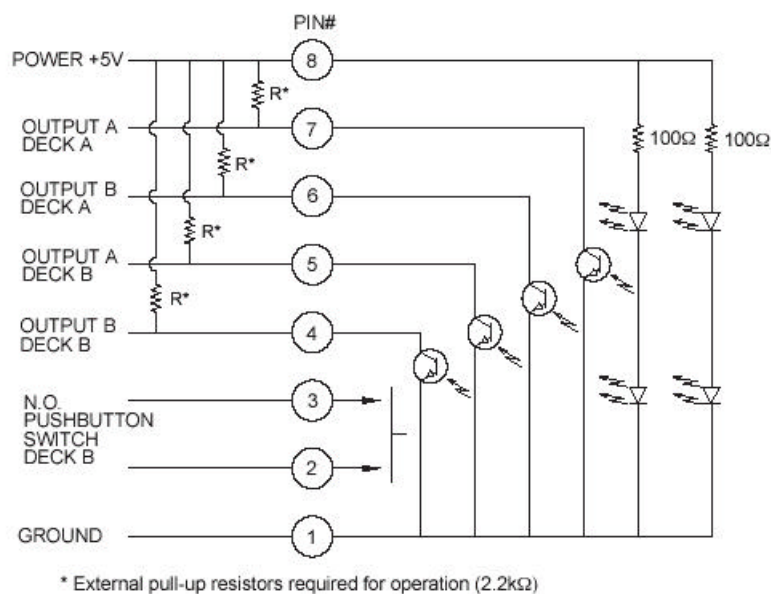 PIN#
POWER +5V
8
R*
OUTPUT A
DECK A
7
100Ω
100Ω
R*
OUTPUT B
DECK A
6
R*
OUTPUT A
DECK B
5
R*
OUTPUT B
DECK B
4
N.O.
PUSHBUTTON
SWITCH
DECK B
3
2
GROUND
1
* External pull-up resistors required for operation (2.2kΩ)